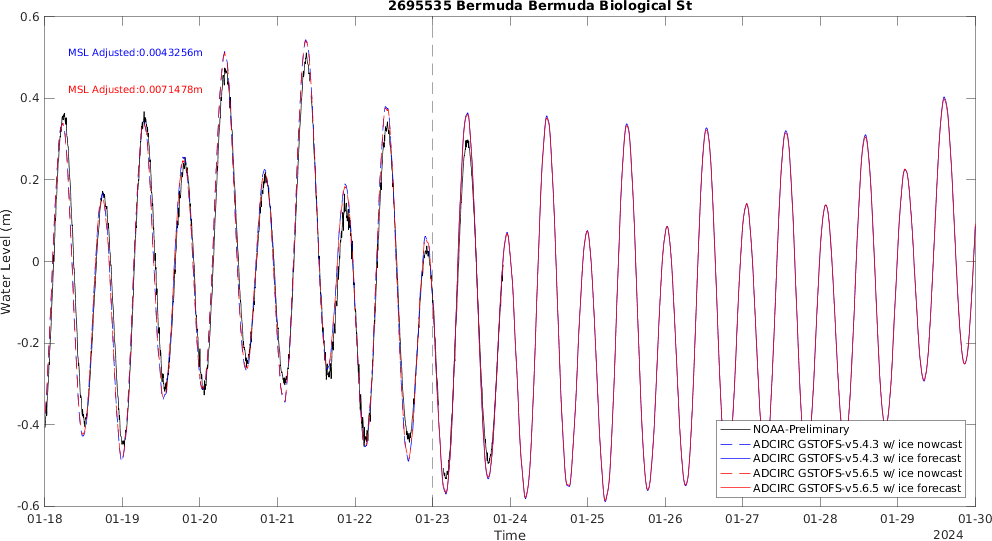 2695535 Bermuda Bermuda Biological St
MSL Adjusted:0.0043256m
MSL Adjusted:0.0071478m
Water Level (m)
0.6
0.4
0.2
0
-0.2
-0.4
-0.6
NOAA-Preliminary
ADCIRC GSTOFS-v5.4.3 w/ ice nowcast
ADCIRC GSTOFS-v5.4.3 w/ ice forecast
ADCIRC GSTOFS-v5.6.5 w/ ice nowcast
ADCIRC GSTOFS-v5.6.5 w/ ice forecast
01-18 01-19 01-20 01-21 01-22 01-23 01-24 01-25 01-26 01-27 01-28 01-29 01-30
Time
2024